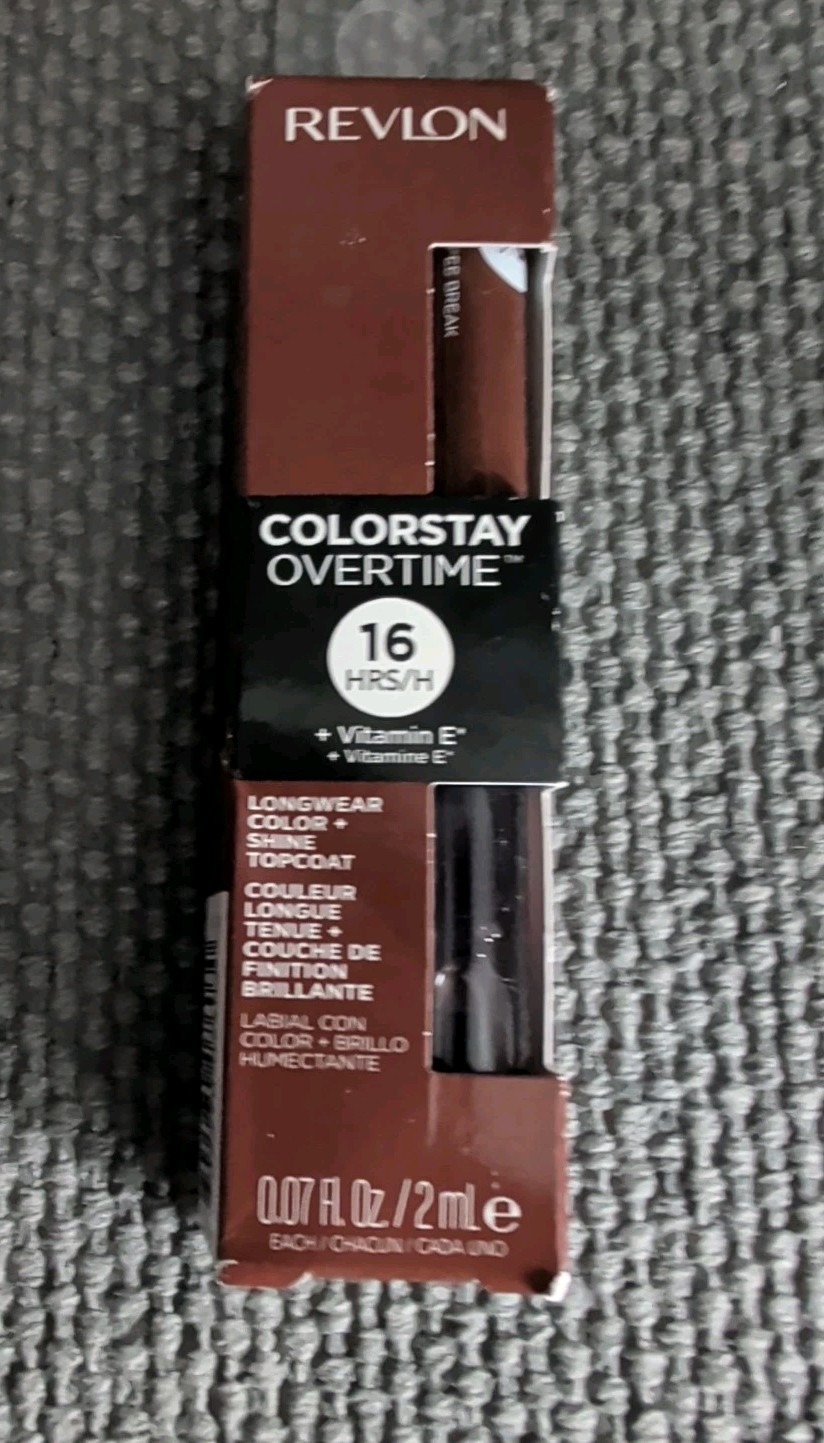 REVLON
BREAK
COLORSTAY
OVERTIME™
16
HRS/H
+ Vitamin E*
+ Vitamine E*
LONGWEAR
COLOR +
SHINE
TOPCOAT
COULEUR
LONGUE
TENUE +
COUCHE DE
FINITION
BRILLANTE
LABIAL CON
COLOR + BRILLO
HUMECTANTE
0.07 Fl. Oz. / 2 mL e
EACH / CHACUN / CADA UNO